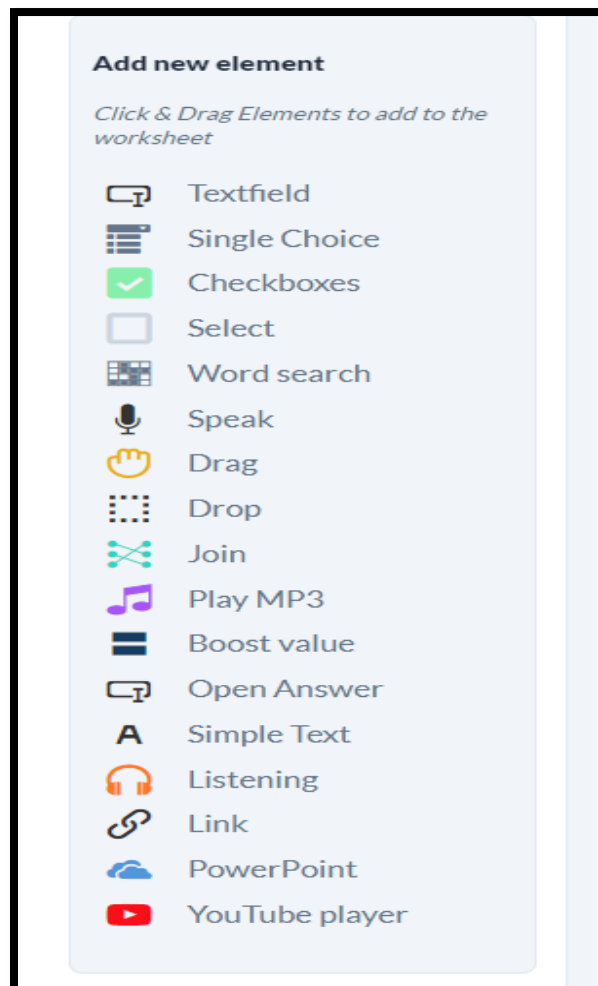 Add new element
Click & Drag Elements to add to the
worksheet
Textfield
Single Choice
Checkboxes
Select
Word search
Speak
Drag
Drop
Join
Play MP3
Boost value
Open Answer
Simple Text
Listening
Link
PowerPoint
YouTube player